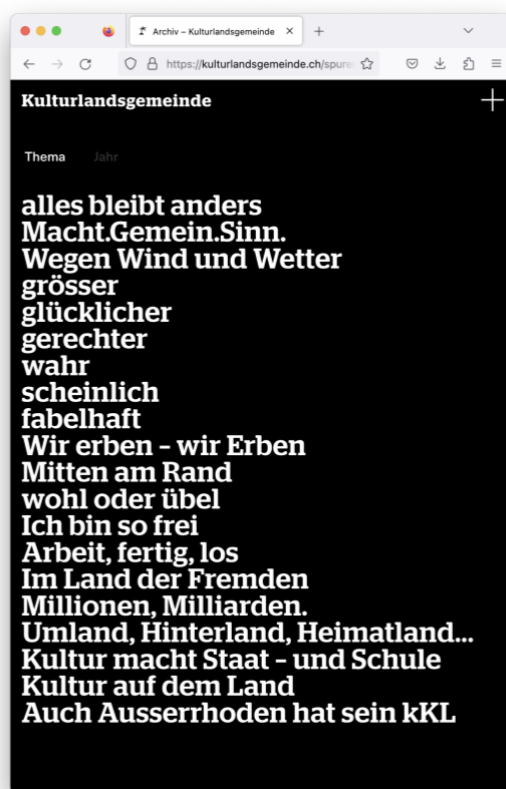 Archiv – Kulturlandsgemeinde
https://kulturlandsgemeinde.ch/spure
Kulturlandsgemeinde
Thema Jahr
alles bleibt anders
Macht.Gemein.Sinn.
Wegen Wind und Wetter
grösser
glücklicher
gerechter
wahr
scheinlich
fabelhaft
Wir erben – wir Erben
Mitten am Rand
wohl oder übel
Ich bin so frei
Arbeit, fertig, los
Im Land der Fremden
Millionen, Milliarden.
Umland, Hinterland, Heimatland...
Kultur macht Staat – und Schule
Kultur auf dem Land
Auch Ausserrhoden hat sein kKL